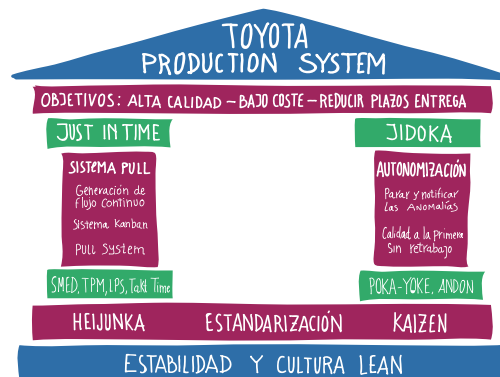 TOYOTA
PRODUCTION SYSTEM
OBJETIVOS: ALTA CALIDAD – BAJO COSTE – REDUCIR PLAZOS ENTREGA
JUST IN TIME
SISTEMA PULL
Generación de
flujo continuo
Sistema Kanban
PULL SYSTEM
SMED, TPM, LPS, Takt Time
JIDOKA
AUTONOMIZACIÓN
Parar y notificar
Las ANOMALÍAS
Calidad a la primera
Sin retrabajo
POKA-YOKE, ANDON
HEIJUNKA ESTANDARIZACIÓN KAIZEN
ESTABILIDAD Y CULTURA LEAN